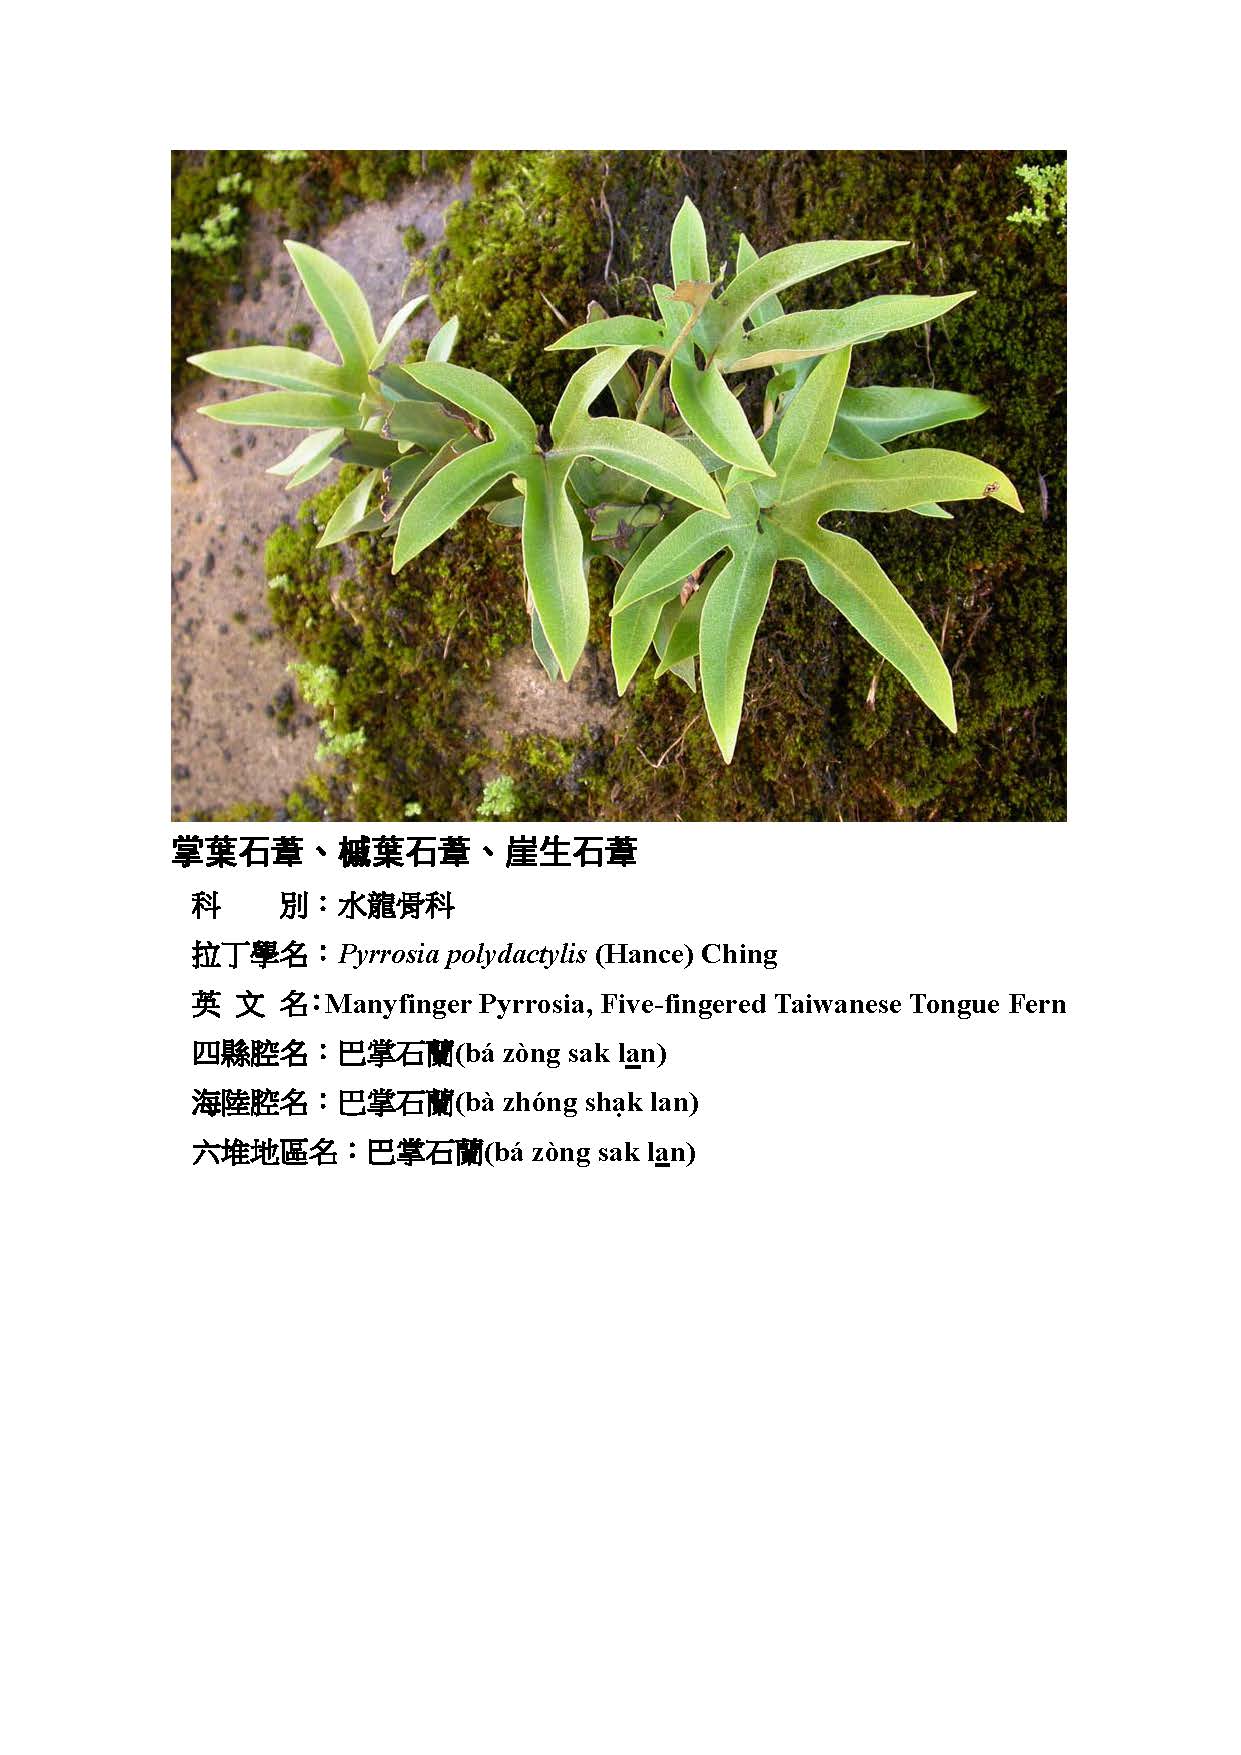 掌葉石葦、槭葉石葦、崖生石葦
科　　別：水龍骨科
拉丁學名：Pyrrosia polydactylis (Hance) Ching
英 文 名：Manyfinger Pyrrosia, Five-fingered Taiwanese Tongue Fern
四縣腔名：巴掌石蘭(bá zòng sak la̲n)
海陸腔名：巴掌石蘭(bà zhóng shạk lan)
六堆地區名：巴掌石蘭(bá zòng sak la̲n)